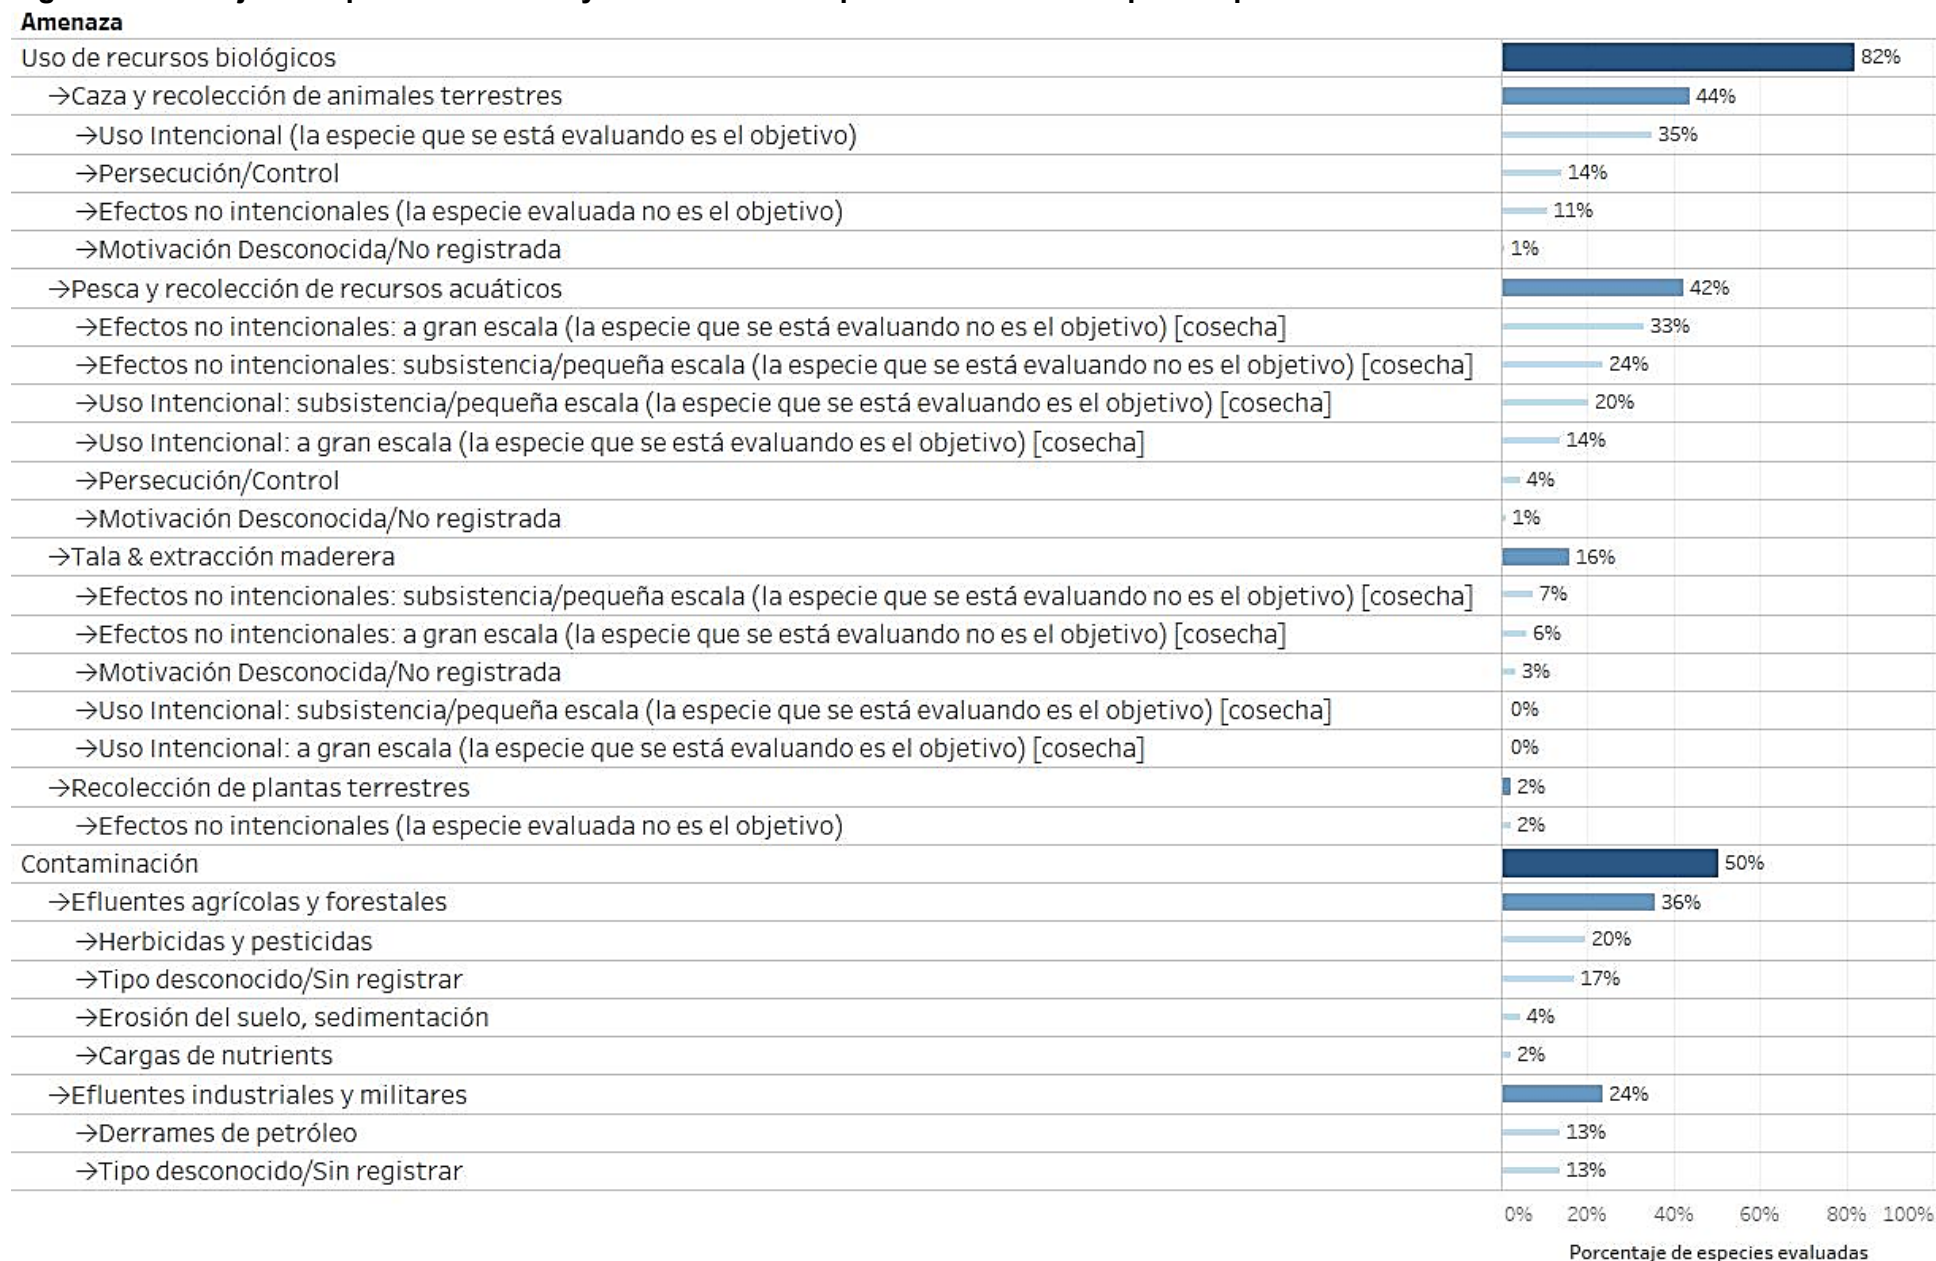 Amenaza
Uso de recursos biológicos 82%
→Caza y recolección de animales terrestres 44%
→Uso Intencional (la especie que se está evaluando es el objetivo) 35%
→Persecución/Control 14%
→Efectos no intencionales (la especie evaluada no es el objetivo) 11%
→Motivación Desconocida/No registrada 1%
→Pesca y recolección de recursos acuáticos 42%
→Efectos no intencionales: a gran escala (la especie que se está evaluando no es el objetivo) [cosecha] 33%
→Efectos no intencionales: subsistencia/pequeña escala (la especie que se está evaluando no es el objetivo) [cosecha] 24%
→Uso Intencional: subsistencia/pequeña escala (la especie que se está evaluando es el objetivo) [cosecha] 20%
→Uso Intencional: a gran escala (la especie que se está evaluando es el objetivo) [cosecha] 14%
→Persecución/Control 4%
→Motivación Desconocida/No registrada 1%
→Tala & extracción maderera 16%
→Efectos no intencionales: subsistencia/pequeña escala (la especie que se está evaluando no es el objetivo) [cosecha] 7%
→Efectos no intencionales: a gran escala (la especie que se está evaluando no es el objetivo) [cosecha] 6%
→Motivación Desconocida/No registrada 3%
→Uso Intencional: subsistencia/pequeña escala (la especie que se está evaluando es el objetivo) [cosecha] 0%
→Uso Intencional: a gran escala (la especie que se está evaluando es el objetivo) [cosecha] 0%
→Recolección de plantas terrestres 2%
→Efectos no intencionales (la especie evaluada no es el objetivo) 2%
Contaminación 50%
→Efluentes agrícolas y forestales 36%
→Herbicidas y pesticidas 20%
→Tipo desconocido/Sin registrar 17%
→Erosión del suelo, sedimentación 4%
→Cargas de nutrients 2%
→Efluentes industriales y militares 24%
→Derrames de petróleo 13%
→Tipo desconocido/Sin registrar 13%
0% 20% 40% 60% 80% 100%
Porcentaje de especies evaluadas